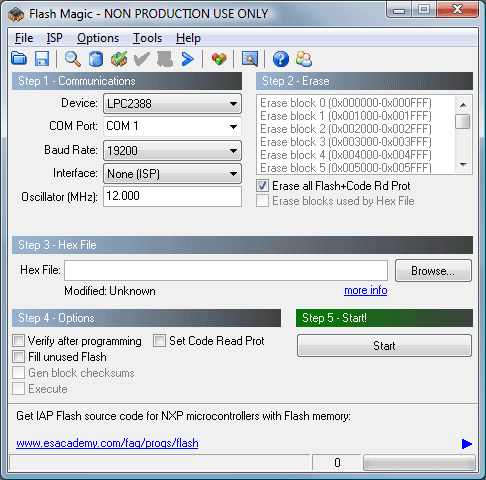 Flash Magic - NON PRODUCTION USE ONLY
File ISP Options Tools Help
Step 1 - Communications
Device: LPC2388
COM Port: COM 1
Baud Rate: 19200
Interface: None (ISP)
Oscillator (MHz): 12.000
Step 2 - Erase
Erase block 0 (0x000000-0x000FFF)
Erase block 1 (0x001000-0x001FFF)
Erase block 2 (0x002000-0x002FFF)
Erase block 3 (0x003000-0x003FFF)
Erase block 4 (0x004000-0x004FFF)
Erase block 5 (0x005000-0x005FFF)
Erase all Flash+Code Rd Prot
Erase blocks used by Hex File
Step 3 - Hex File
Hex File: Browse...
Modified: Unknown more info
Step 4 - Options
Verify after programming Set Code Read Prot
Fill unused Flash
Gen block checksums
Execute
Step 5 - Start!
Start
Get IAP Flash source code for NXP microcontrollers with Flash memory:
www.esacademy.com/faq/progs/flash
0